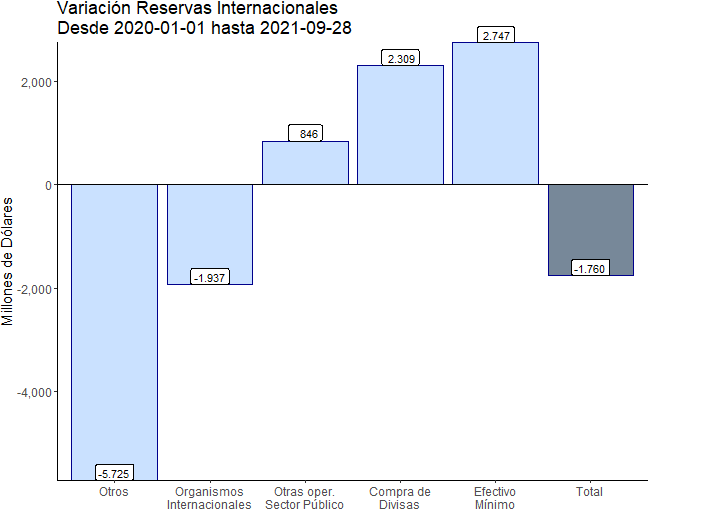 Variación Reservas Internacionales
Desde 2020-01-01 hasta 2021-09-28
Millones de Dólares
2,000
0
-2,000
-4,000
-5.725
-1.937
846
2.309
2.747
-1.760
Otros
Organismos
Internacionales
Otras oper.
Sector Público
Compra de
Divisas
Efectivo
Mínimo
Total